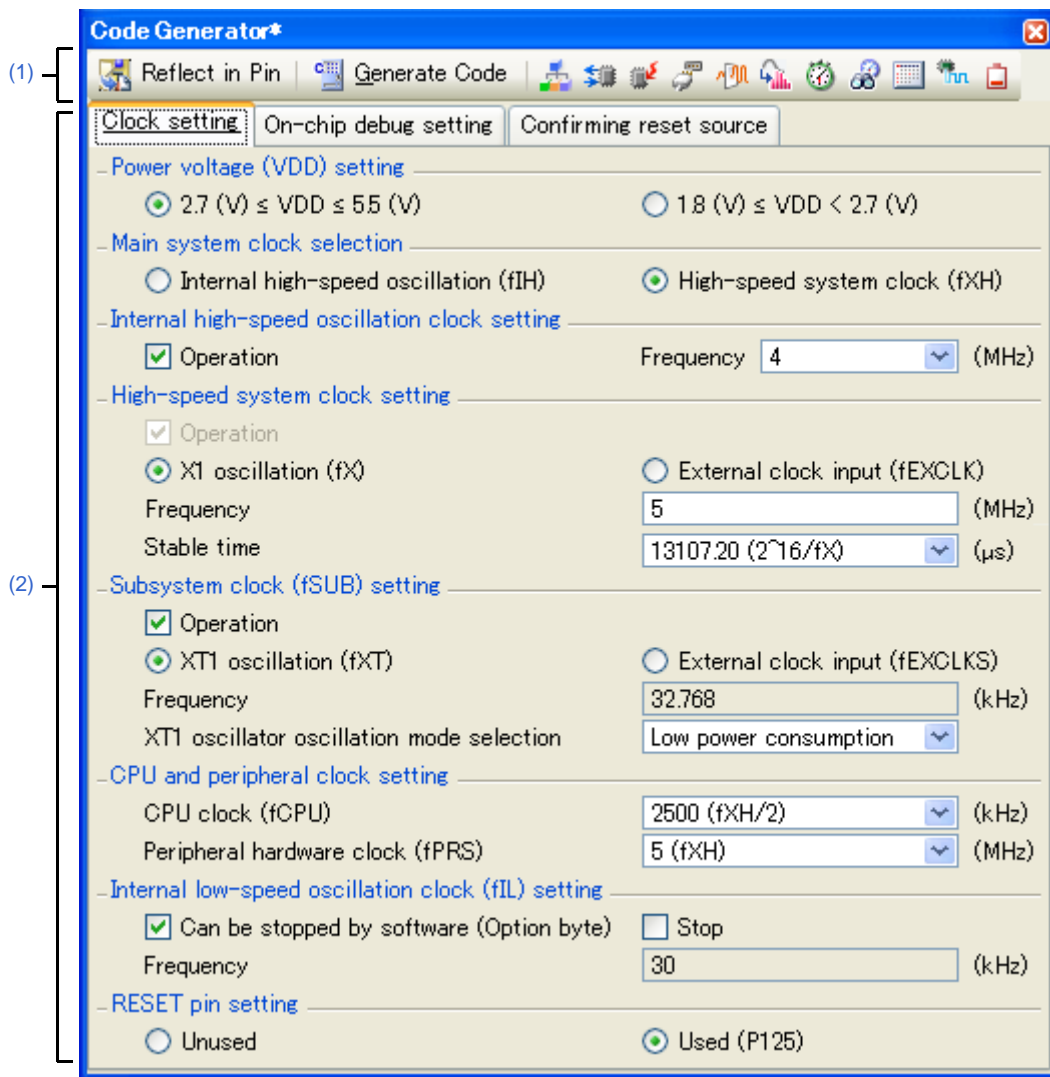 Code Generator*
(1)
Reflect in Pin
Generate Code
Clock setting
On-chip debug setting
Confirming reset source
Power voltage (VDD) setting
2.7 (V) ≤ VDD ≤ 5.5 (V)
1.8 (V) ≤ VDD < 2.7 (V)
Main system clock selection
Internal high-speed oscillation (fIH)
High-speed system clock (fXH)
Internal high-speed oscillation clock setting
Operation
Frequency 4 (MHz)
High-speed system clock setting
Operation
X1 oscillation (fX)
External clock input (fEXCLK)
Frequency 5 (MHz)
Stable time 13107.20 (2^16/fX) (μs)
(2)
Subsystem clock (fSUB) setting
Operation
XT1 oscillation (fXT)
External clock input (fEXCLKS)
Frequency 32.768 (kHz)
XT1 oscillator oscillation mode selection Low power consumption
CPU and peripheral clock setting
CPU clock (fCPU) 2500 (fXH/2) (kHz)
Peripheral hardware clock (fPRS) 5 (fXH) (MHz)
Internal low-speed oscillation clock (fIL) setting
Can be stopped by software (Option byte)
Stop
Frequency 30 (kHz)
RESET pin setting
Unused
Used (P125)